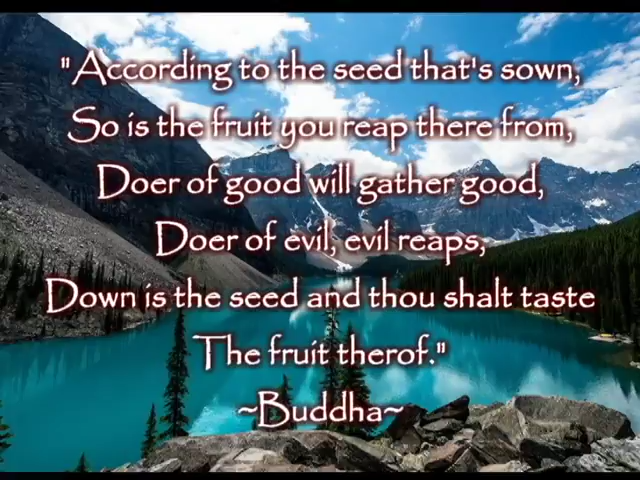 "According to the seed that's sown,
So is the fruit you reap there from,
Doer of good will gather good,
Doer of evil, evil reaps,
Down is the seed and thou shalt taste
The fruit therof."
~Buddha~